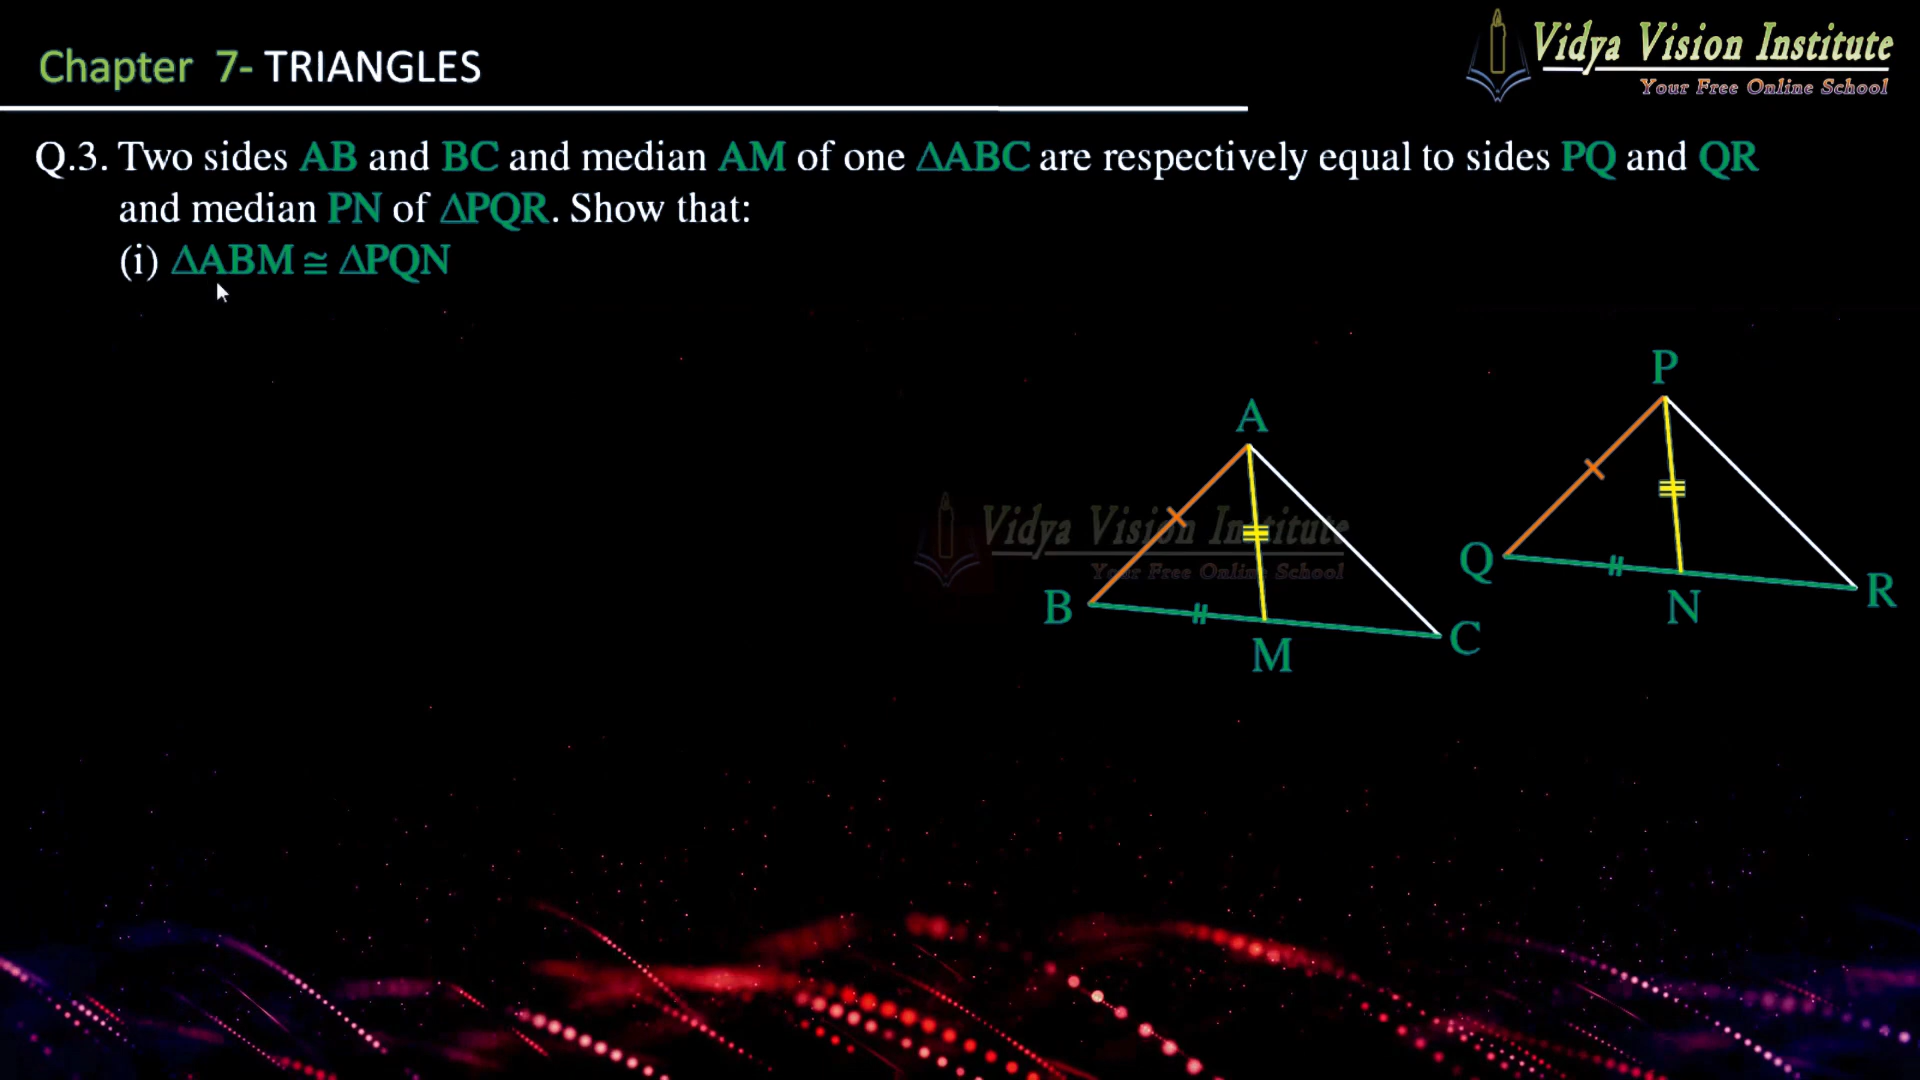 Chapter 7- TRIANGLES
Vidya Vision Institute
Your Free Online School
Q.3. Two sides AB and BC and median AM of one ΔABC are respectively equal to sides PQ and QR
and median PN of ΔPQR. Show that:
(i) ΔABM ≅ ΔPQN
P
A
Vidya Vision Institute
Your Free Online School
Q
B
N
R
M
C